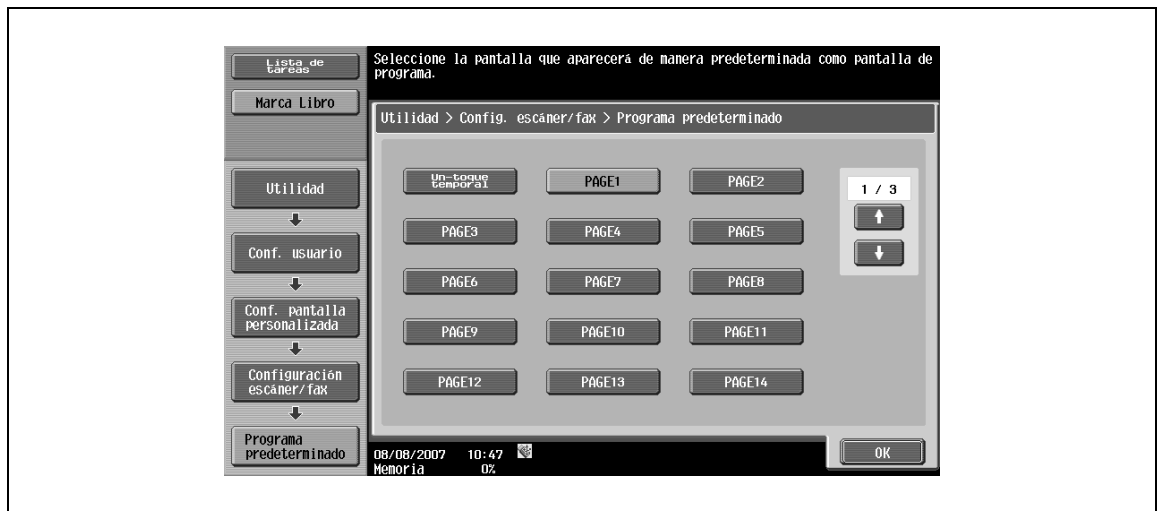 Lista de
tareas
Marca Libro
Seleccione la pantalla que aparecerá de manera predeterminada como pantalla de
programa.
Utilidad > Config. escáner/fax > Programa predeterminado
Utilidad
Conf. usuario
Conf. pantalla
personalizada
Configuración
escáner/fax
Programa
predeterminado
Un-toque
temporal
PAGE1
PAGE2
PAGE3
PAGE4
PAGE5
PAGE6
PAGE7
PAGE8
PAGE9
PAGE10
PAGE11
PAGE12
PAGE13
PAGE14
1 / 3
08/08/2007 10:47
Memoria 0%
OK